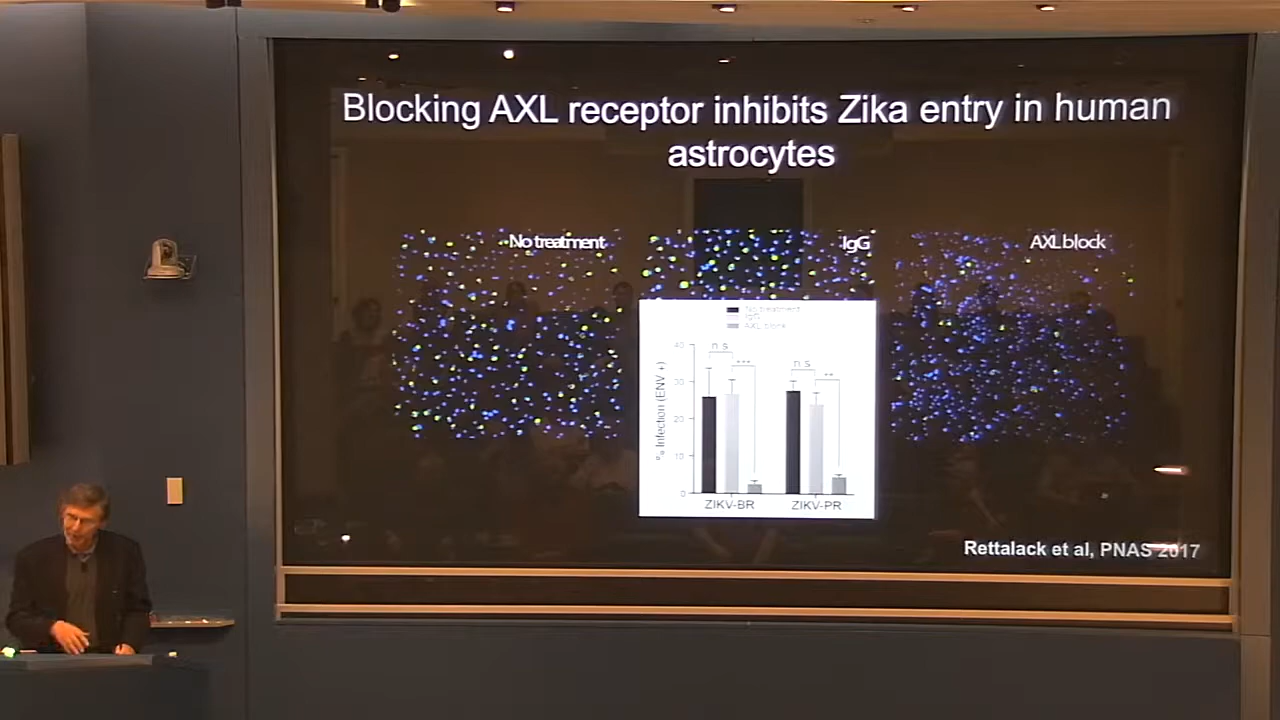 Blocking AXL receptor inhibits Zika entry in human
astrocytes
No treatment
IgG
AXL block
No treatment
IgG
AXL block
n s
***
n s
**
40
30
20
10
0
% Infection (ENV +)
ZIKV-BR
ZIKV-PR
Rettalack et al, PNAS 2017